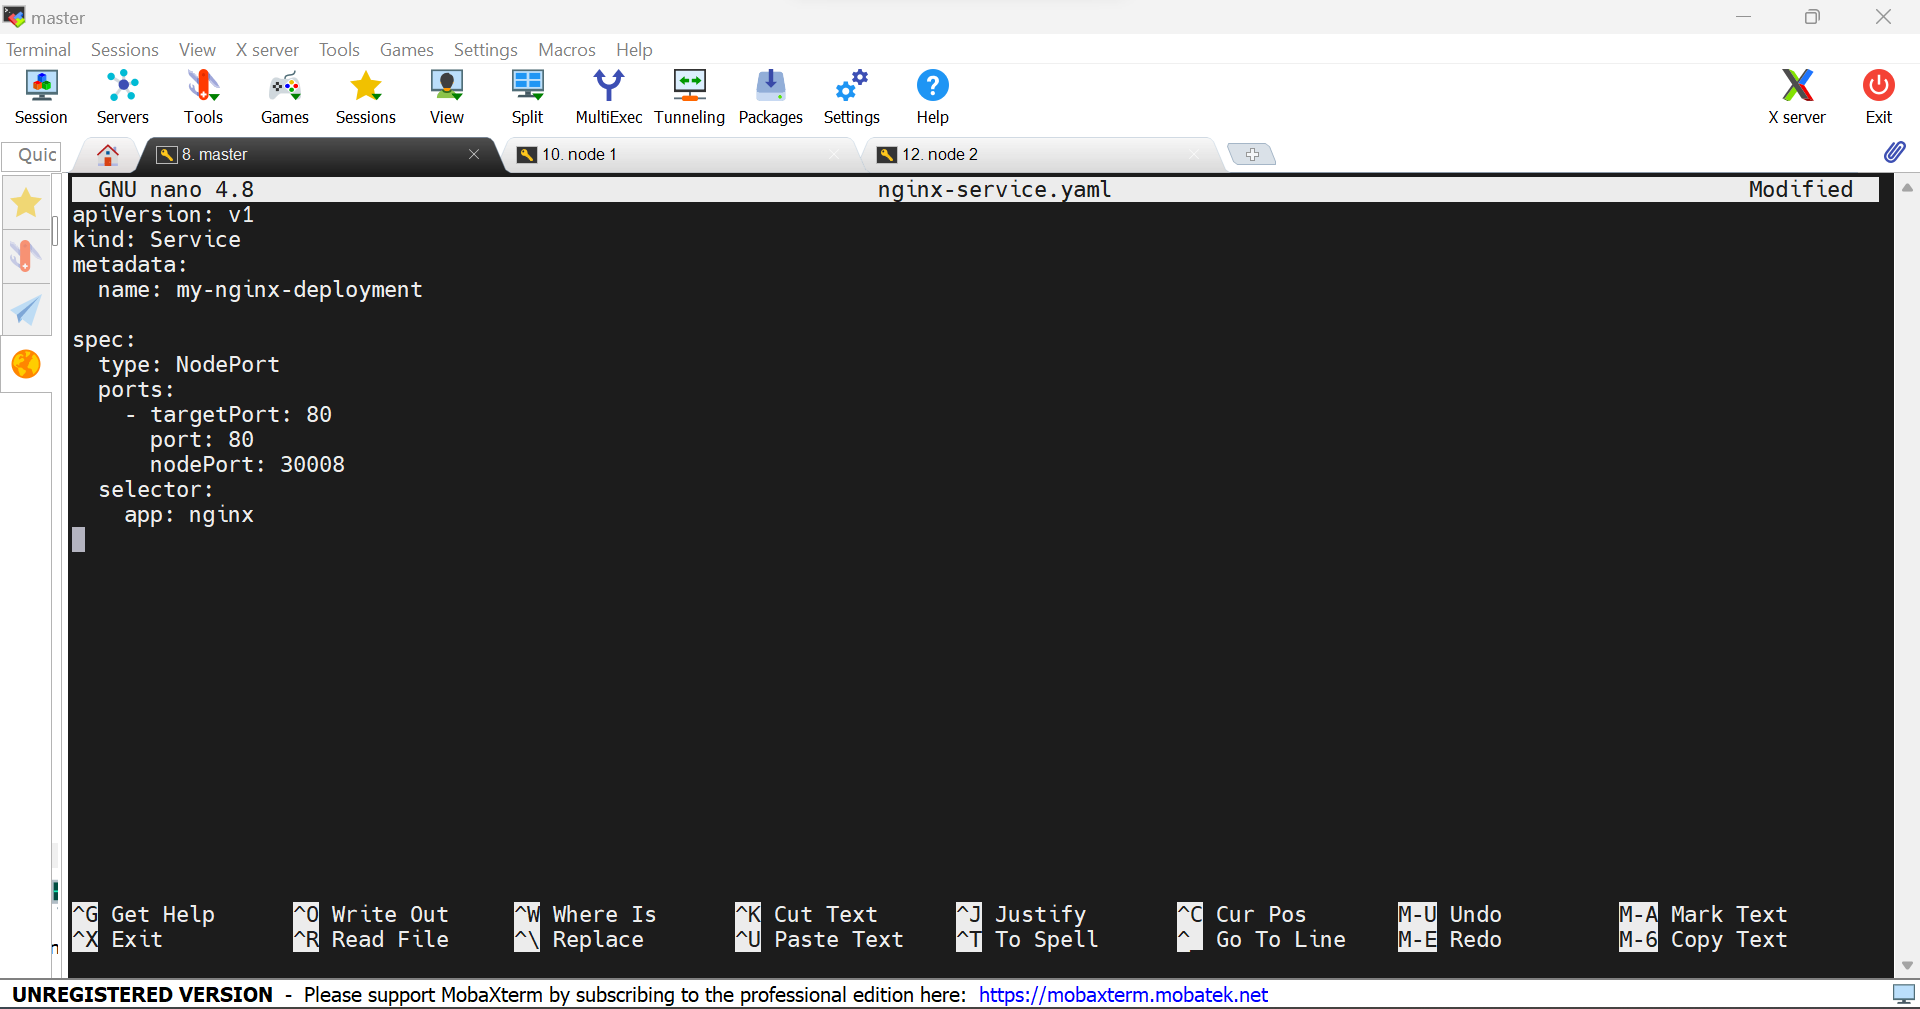 master
Terminal Sessions View X server Tools Games Settings Macros Help
Session Servers Tools Games Sessions View Split MultiExec Tunneling Packages Settings Help X server Exit
Quic 8. master 10. node 1 12. node 2
GNU nano 4.8 nginx-service.yaml Modified
apiVersion: v1
kind: Service
metadata:
  name: my-nginx-deployment
spec:
  type: NodePort
  ports:
    - targetPort: 80
      port: 80
      nodePort: 30008
  selector:
    app: nginx
^G Get Help ^O Write Out ^W Where Is ^K Cut Text ^J Justify ^C Cur Pos M-U Undo M-A Mark Text
^X Exit ^R Read File ^\ Replace ^U Paste Text ^T To Spell ^_ Go To Line M-E Redo M-6 Copy Text
UNREGISTERED VERSION - Please support MobaXterm by subscribing to the professional edition here: https://mobaxterm.mobatek.net